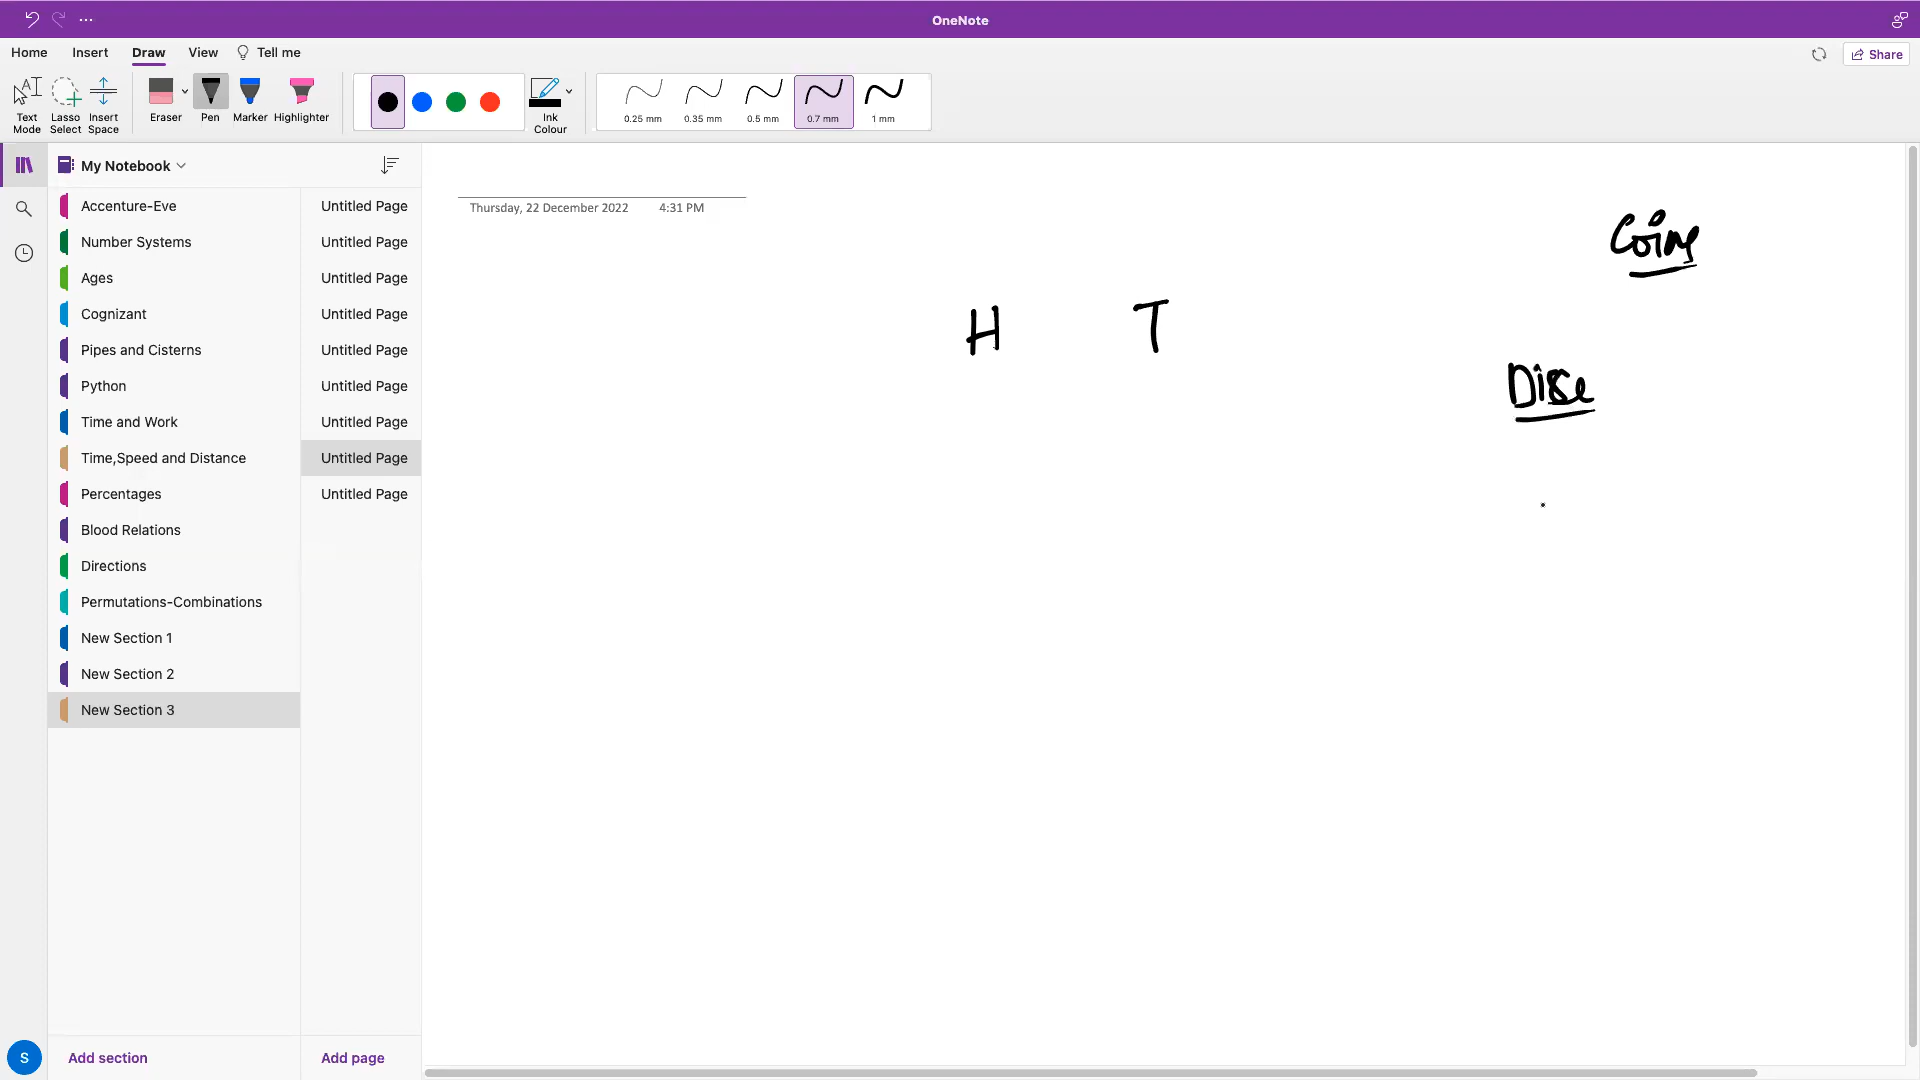 OneNote
Home Insert Draw View Tell me
Share
Text Mode
Lasso Select
Insert Space
Eraser
Pen
Marker
Highlighter
Ink Colour
0.25 mm
0.35 mm
0.5 mm
0.7 mm
1 mm
My Notebook
Accenture-Eve
Number Systems
Ages
Cognizant
Pipes and Cisterns
Python
Time and Work
Time,Speed and Distance
Percentages
Blood Relations
Directions
Permutations-Combinations
New Section 1
New Section 2
New Section 3
Untitled Page
Untitled Page
Untitled Page
Untitled Page
Untitled Page
Untitled Page
Untitled Page
Untitled Page
Untitled Page
Thursday, 22 December 2022 4:31 PM
Coins
H T
S
Add section
Add page